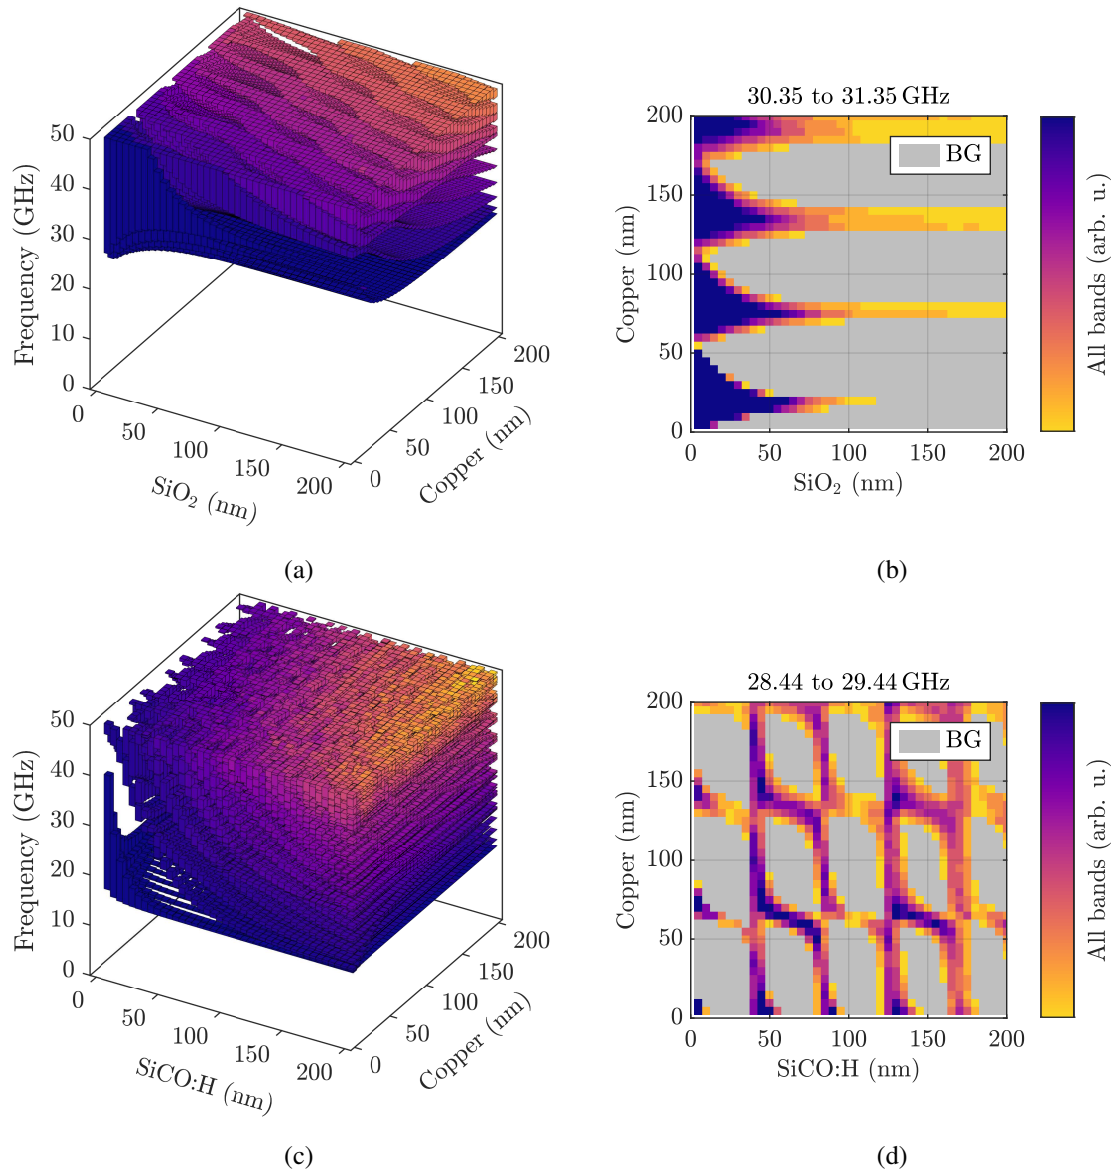 50
40
30
20
10
0
Frequency (GHz)
0
50
100
150
200
SiO₂ (nm)
0
50
100
150
200
Copper (nm)
(a)
30.35 to 31.35 GHz
200
150
100
50
0
Copper (nm)
BG
0
50
100
150
200
SiO₂ (nm)
All bands (arb. u.)
(b)
50
40
30
20
10
0
Frequency (GHz)
0
50
100
150
200
SiCO:H (nm)
0
50
100
150
200
Copper (nm)
(c)
28.44 to 29.44 GHz
200
150
100
50
0
Copper (nm)
BG
0
50
100
150
200
SiCO:H (nm)
All bands (arb. u.)
(d)